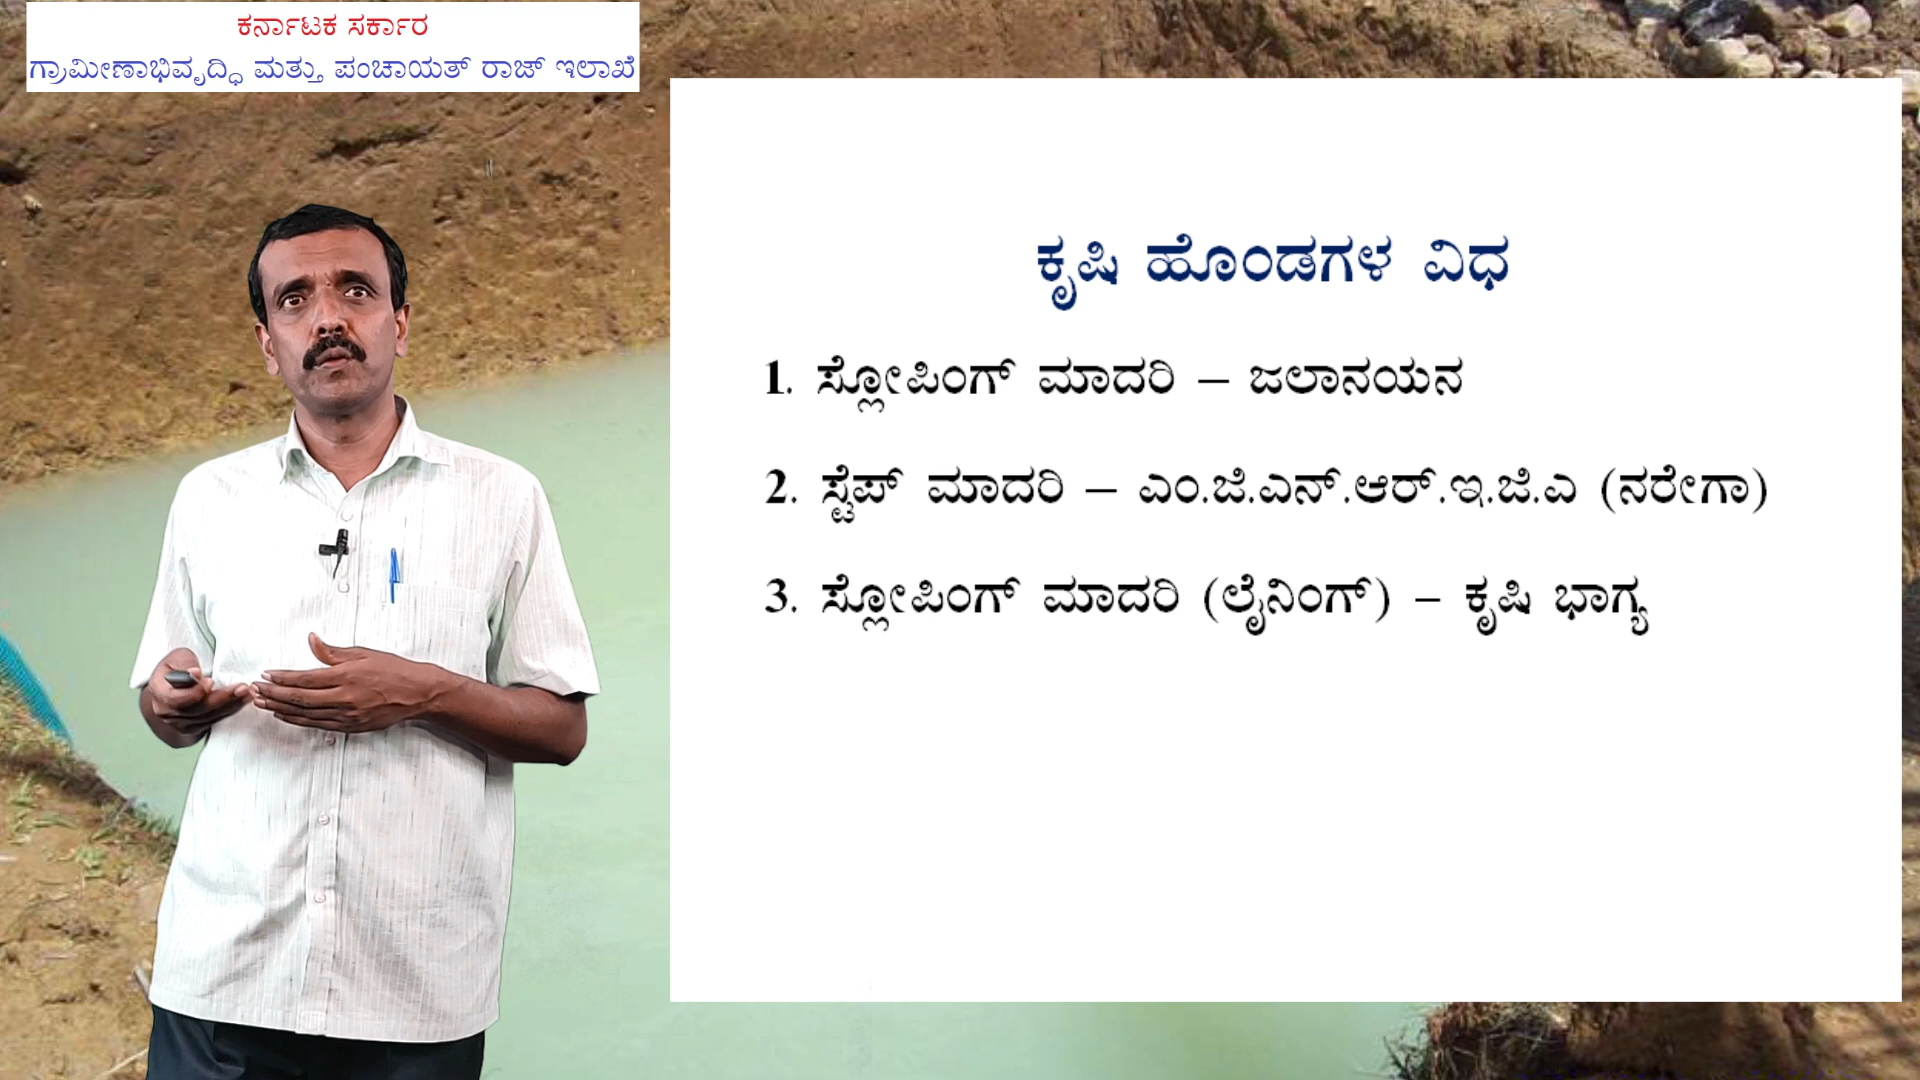 ಕರ್ನಾಟಕ ಸರ್ಕಾರ
ಗ್ರಾಮೀಣಾಭಿವೃದ್ಧಿ ಮತ್ತು ಪಂಚಾಯತ್ ರಾಜ್ ಇಲಾಖೆ
ಕೃಷಿ ಹೊಂಡಗಳ ವಿಧ
1. ಸ್ಲೋಪಿಂಗ್ ಮಾದರಿ – ಜಲಾನಯನ
2. ಸ್ಟೆಪ್ ಮಾದರಿ – ಎಂ.ಜಿ.ಎನ್.ಆರ್.ಇ.ಜಿ.ಎ (ನರೇಗಾ)
3. ಸ್ಲೋಪಿಂಗ್ ಮಾದರಿ (ಲೈನಿಂಗ್) – ಕೃಷಿ ಭಾಗ್ಯ